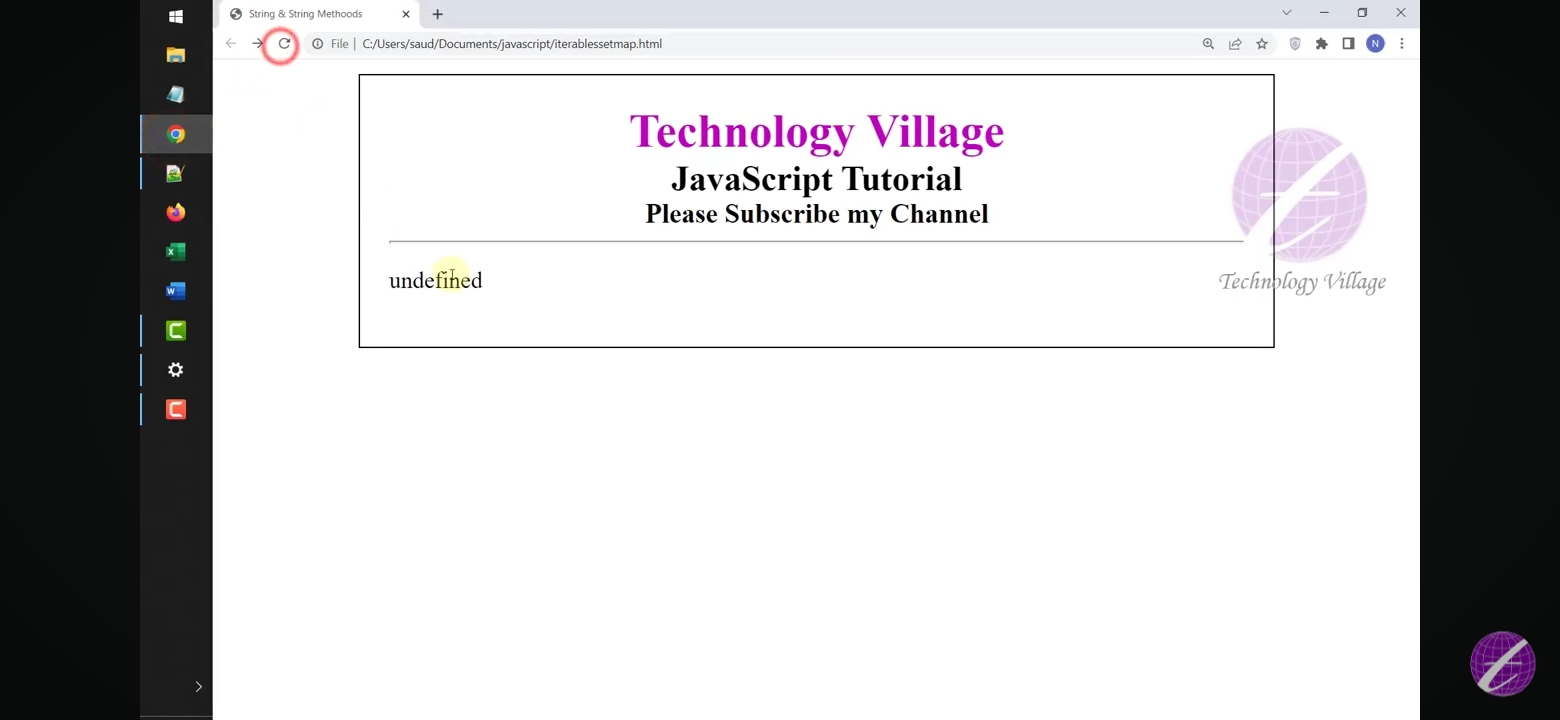 String & String Methoods
File | C:/Users/saud/Documents/javascript/iterablessetmap.html
N
Technology Village
JavaScript Tutorial
Please Subscribe my Channel
undefined
Technology Village